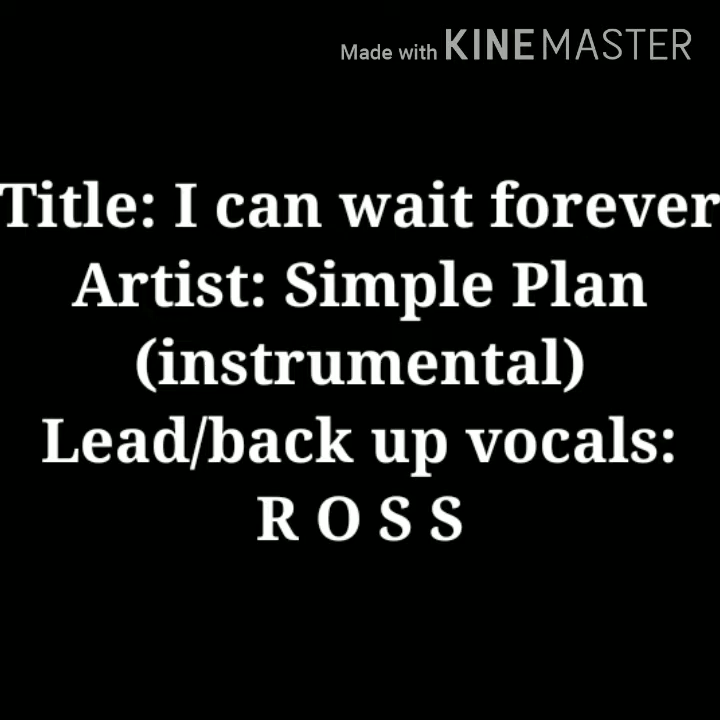 Made with KINEMASTER
Title: I can wait forever
Artist: Simple Plan
(instrumental)
Lead/back up vocals:
R O S S